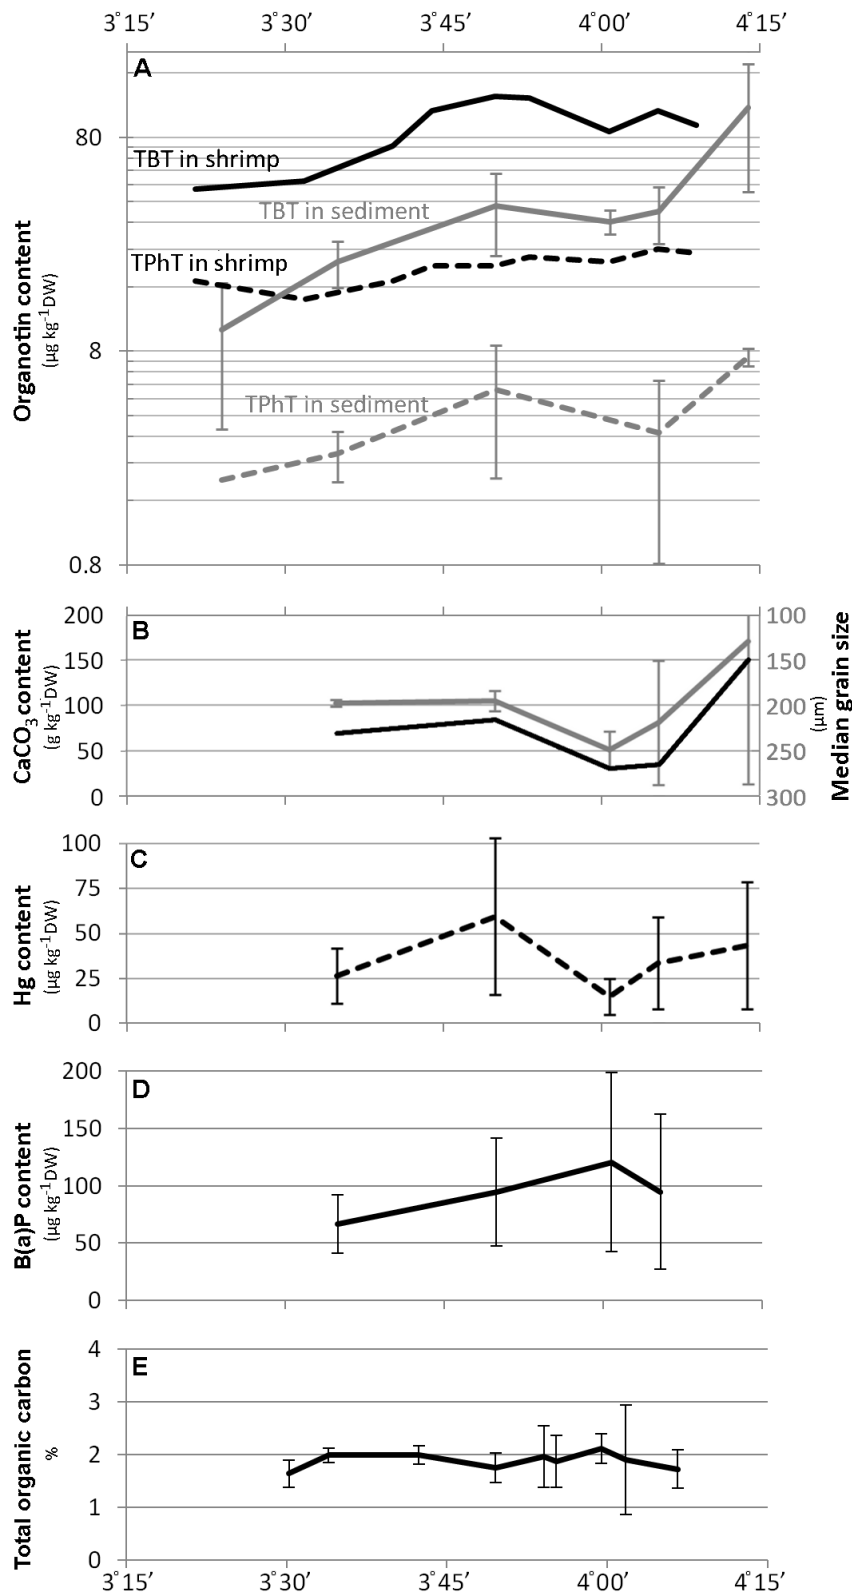 3°15′ 3°30′ 3°45′ 4°00′ 4°15′
A
80
TBT in shrimp
TBT in sediment
TPhT in shrimp
8
TPhT in sediment
0.8
Organotin content
(µg kg⁻¹DW)
200 B 100
150 150
100 200
50 250
0 300
CaCO₃ content
(g kg⁻¹DW)
(µm)
Median grain size
100 C
75
50
25
0
Hg content
(µg kg⁻¹DW)
200 D
150
100
50
0
B(a)P content
(µg kg⁻¹DW)
4 E
3
2
1
0
Total organic carbon
%
3°15′ 3°30′ 3°45′ 4°00′ 4°15′